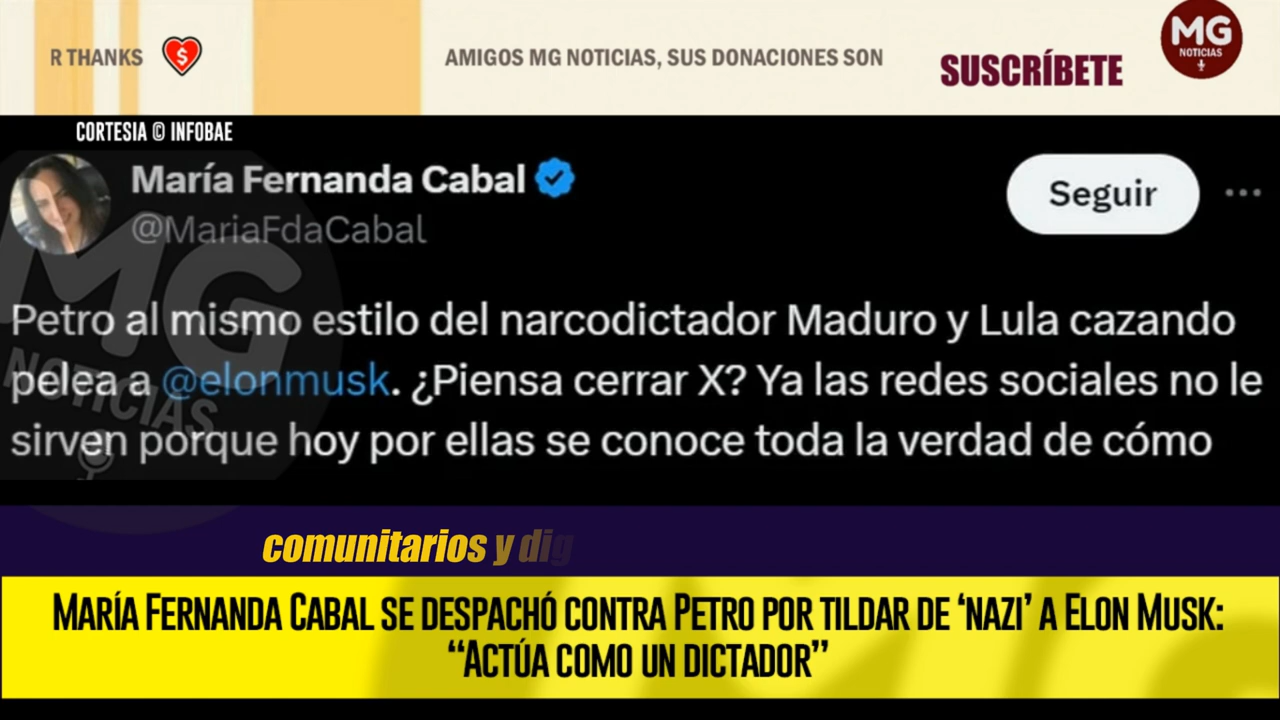 R THANKS
AMIGOS MG NOTICIAS, SUS DONACIONES SON
SUSCRÍBETE
MG
NOTICIAS
CORTESIA © INFOBAE
María Fernanda Cabal
@MariaFdaCabal
Seguir
Petro al mismo estilo del narcodictador Maduro y Lula cazando
pelea a @elonmusk. ¿Piensa cerrar X? Ya las redes sociales no le
sirven porque hoy por ellas se conoce toda la verdad de cómo
MG
NOTICIAS
comunitarios y dig
MARÍA FERNANDA CABAL SE DESPACHÓ CONTRA PETRO POR TILDAR DE ‘NAZI’ A ELON MUSK:
“ACTÚA COMO UN DICTADOR”